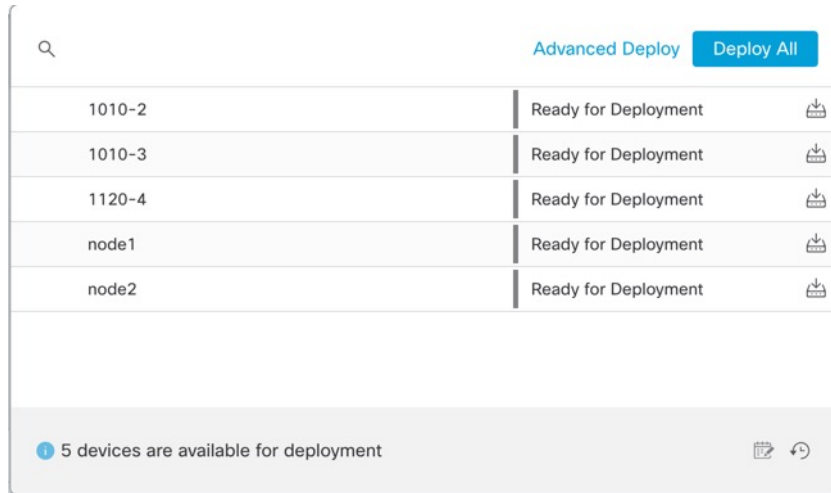 Advanced Deploy Deploy All
1010-2 Ready for Deployment
1010-3 Ready for Deployment
1120-4 Ready for Deployment
node1 Ready for Deployment
node2 Ready for Deployment
5 devices are available for deployment